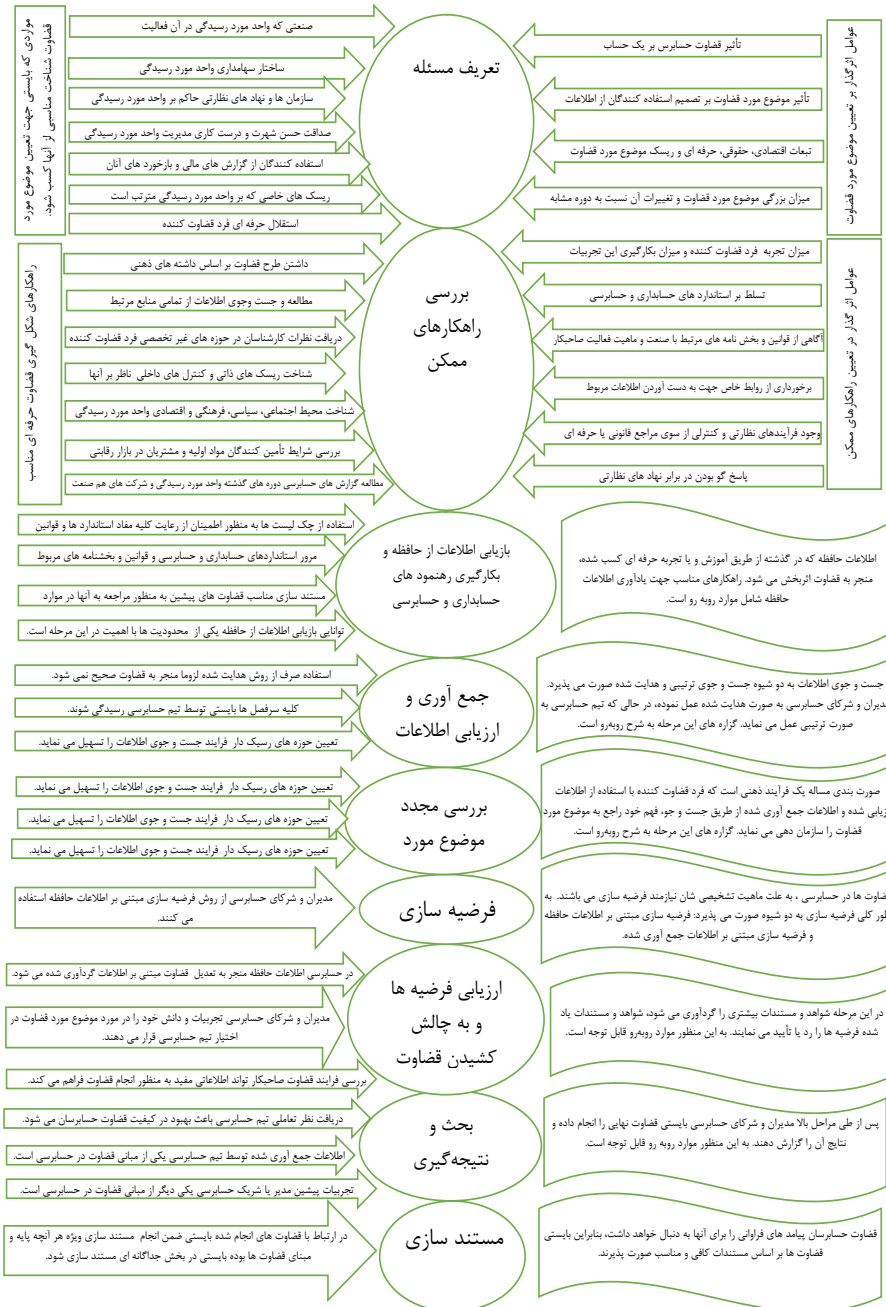 عوامل اثرگذار بر تعیین موضوع مورد قضاوت
تأثیر قضاوت حسابرس بر یک حساب
تأثیر موضوع مورد قضاوت بر تصمیم استفاده کنندگان از اطلاعات
تبعات اقتصادی، حقوقی، حرفه ای و ریسک موضوع مورد قضاوت
میزان بزرگی موضوع مورد قضاوت و تغییرات آن نسبت به دوره مشابه
تعریف مسئله
صنعتی که واحد مورد رسیدگی در آن فعالیت
ساختار سهامداری واحد مورد رسیدگی
سازمان ها و نهاد های نظارتی حاکم بر واحد مورد رسیدگی
صداقت حسن شهرت و درست کاری مدیریت واحد مورد رسیدگی
استفاده کنندگان از گزارش های مالی و بازخورد های آنان
ریسک های خاصی که بر واحد مورد رسیدگی مترتب است
استقلال حرفه ای فرد قضاوت کننده
مواردی که بایستی جهت تعیین موضوع مورد
قضاوت شناخت مناسبی از آنها کسب شود.
عوامل اثر گذار در تعیین راهکارهای ممکن
میزان تجربه فرد قضاوت کننده و میزان بکارگیری این تجربیات
تسلط بر استاندارد های حسابداری و حسابرسی
آگاهی از قوانین و بخش نامه های مرتبط با صنعت و ماهیت فعالیت صاحبکار
برخورداری از روابط خاص جهت به دست آوردن اطلاعات مربوط
وجود فرآیندهای نظارتی و کنترلی از سوی مراجع قانونی یا حرفه ای
پاسخ گو بودن در برابر نهاد های نظارتی
بررسی
راهکارهای
ممکن
داشتن طرح قضاوت بر اساس داشته های ذهنی
مطالعه و جست وجوی اطلاعات از تمامی منابع مرتبط
دریافت نظرات کارشناسان در حوزه های غیر تخصصی فرد قضاوت کننده
شناخت ریسک های ذاتی و کنترل های داخلی ناظر بر آنها
شناخت محیط اجتماعی، سیاسی، فرهنگی و اقتصادی واحد مورد رسیدگی
بررسی شرایط تأمین کنندگان مواد اولیه و مشتریان در بازار رقابتی
مطالعه گزارش های حسابرسی دوره های گذشته واحد مورد رسیدگی و شرکت های هم صنعت
راهکارهای شکل گیری قضاوت حرفه ای مناسب
اطلاعات حافظه که در گذشته از طریق آموزش و یا تجربه حرفه ای کسب شده،
منجر به قضاوت اثربخش می شود. راهکارهای مناسب جهت یادآوری اطلاعات
حافظه شامل موارد روبه رو است.
بازیابی اطلاعات از حافظه و
بکارگیری رهنمود های
حسابداری و حسابرسی
استفاده از چک لیست ها به منظور اطمینان از رعایت کلیه مفاد استاندارد ها و قوانین
مرور استانداردهای حسابداری و حسابرسی و قوانین و بخشنامه های مربوط
مستند سازی مناسب قضاوت های پیشین به منظور مراجعه به آنها در موارد
توانایی بازیابی اطلاعات از حافظه یکی از محدودیت ها با اهمیت در این مرحله است.
جست و جوی اطلاعات به دو شیوه جست و جوی ترتیبی و هدایت شده صورت می پذیرد.
دیران و شرکای حسابرسی به صورت هدایت شده عمل نموده، در حالی که تیم حسابرسی به
صورت ترتیبی عمل می نماید. گزاره های این مرحله به شرح روبه‌رو است.
جمع آوری و
ارزیابی اطلاعات
استفاده صرف از روش هدایت شده لزوما منجر به قضاوت صحیح نمی شود.
کلیه سرفصل ها بایستی توسط تیم حسابرسی رسیدگی شوند.
تعیین حوزه های رسیک دار فرایند جست و جوی اطلاعات را تسهیل می نماید.
صورت بندی مساله یک فرآیند ذهنی است که فرد قضاوت کننده با استفاده از اطلاعات
زیابی شده و اطلاعات جمع آوری شده از طریق جست و جو، فهم خود راجع به موضوع مورد
قضاوت را سازمان دهی می نماید. گزاره های این مرحله به شرح روبه‌رو است.
بررسی مجدد
موضوع مورد
تعیین حوزه های رسیک دار فرایند جست و جوی اطلاعات را تسهیل می نماید.
تعیین حوزه های رسیک دار فرایند جست و جوی اطلاعات را تسهیل می نماید.
تعیین حوزه های رسیک دار فرایند جست و جوی اطلاعات را تسهیل می نماید.
ضاوت ها در حسابرسی ، به علت ماهیت تشخیصی شان نیازمند فرضیه سازی می باشند. به
طور کلی فرضیه سازی به دو شیوه صورت می پذیرد: فرضیه سازی مبتنی بر اطلاعات حافظه
و فرضیه سازی مبتنی بر اطلاعات جمع آوری شده.
فرضیه سازی
مدیران و شرکای حسابرسی از روش فرضیه سازی مبتنی بر اطلاعات حافظه استفاده
می کنند.
در این مرحله شواهد و مستندات بیشتری را گردآوری می شود، شواهد و مستندات یاد
شده فرضیه ها را رد یا تأیید می نمایند. به این منظور موارد روبه‌رو قابل توجه است.
ارزیابی فرضیه ها
و به چالش
کشیدن قضاوت
در حسابرسی اطلاعات حافظه منجر به تعدیل قضاوت مبتنی بر اطلاعات گردآوری شده می شود.
مدیران و شرکای حسابرسی تجربیات و دانش خود را در مورد موضوع مورد قضاوت در
اختیار تیم حسابرسی قرار می دهند.
بررسی فرایند قضاوت صاحبکار تواند اطلاعاتی مفید به منظور انجام قضاوت فراهم می کند.
پس از طی مراحل بالا مدیران و شرکای حسابرسی بایستی قضاوت نهایی را انجام داده و
نتایج آن را گزارش دهند. به این منظور موارد روبه رو قابل توجه است.
بحث و
نتیجه‌گیری
دریافت نظر تعاملی تیم حسابرسی باعث بهبود در کیفیت قضاوت حسابرسان می شود.
اطلاعات جمع آوری شده توسط تیم حسابرسی یکی از مبانی قضاوت در حسابرسی است.
تجربیات پیشین مدیر یا شریک حسابرسی یکی دیگر از مبانی قضاوت در حسابرسی است.
قضاوت حسابرسان پیامد های فراوانی را برای آنها به دنبال خواهد داشت، بنابراین بایستی
قضاوت ها بر اساس مستندات کافی و مناسب صورت پذیرند.
مستند سازی
در ارتباط با قضاوت های انجام شده بایستی ضمن انجام مستند سازی ویژه هر آنچه پایه و
مبنای قضاوت ها بوده بایستی در بخش جداگانه ای مستند سازی شود.